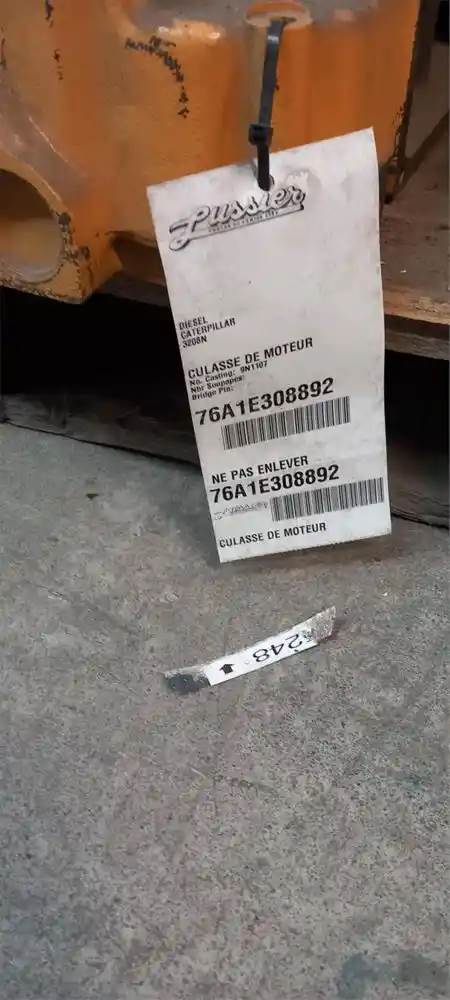 Lussier
DIESEL
CATERPILLAR
3208N
CULASSE DE MOTEUR
No. Casting: 9N1107
Nbr Soupapes:
Bridge Pin:
76A1E308892
NE PAS ENLEVER
76A1E308892
CULASSE DE MOTEUR
248